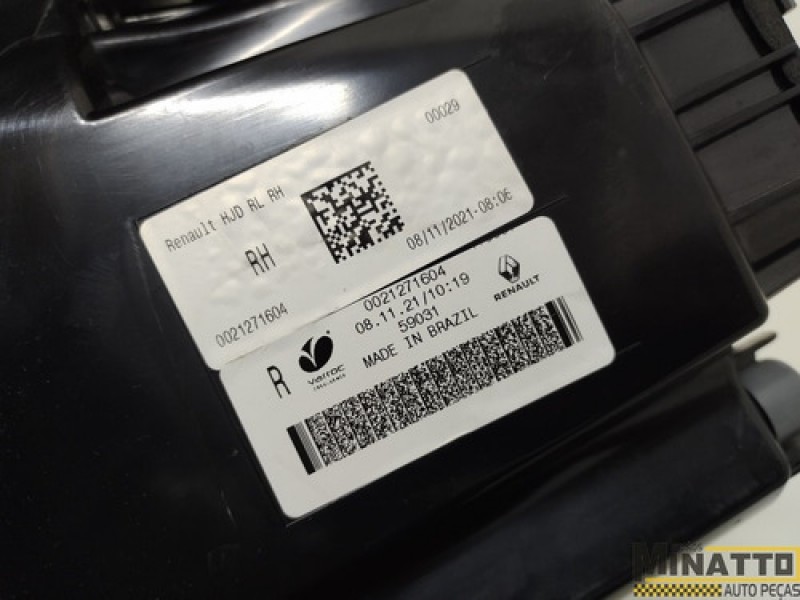 00029
Renault HJD RL RH
RH
08/11/2021-08:06
0021271604
0021271604
08.11.21/10:19
59031
MADE IN BRAZIL
RENAULT
R
varroc
MINATTO
AUTO PEÇAS